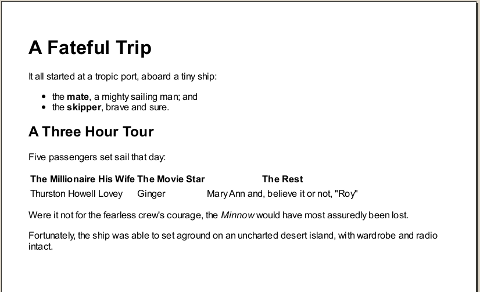 A Fateful Trip
It all started at a tropic port, aboard a tiny ship:
• the mate, a mighty sailing man; and
• the skipper, brave and sure.
A Three Hour Tour
Five passengers set sail that day:
The Millionaire His Wife The Movie Star The Rest
Thurston Howell Lovey Ginger Mary Ann and, believe it or not, "Roy"
Were it not for the fearless crew's courage, the Minnow would have most assuredly been lost.
Fortunately, the ship was able to set aground on an uncharted desert island, with wardrobe and radio
intact.